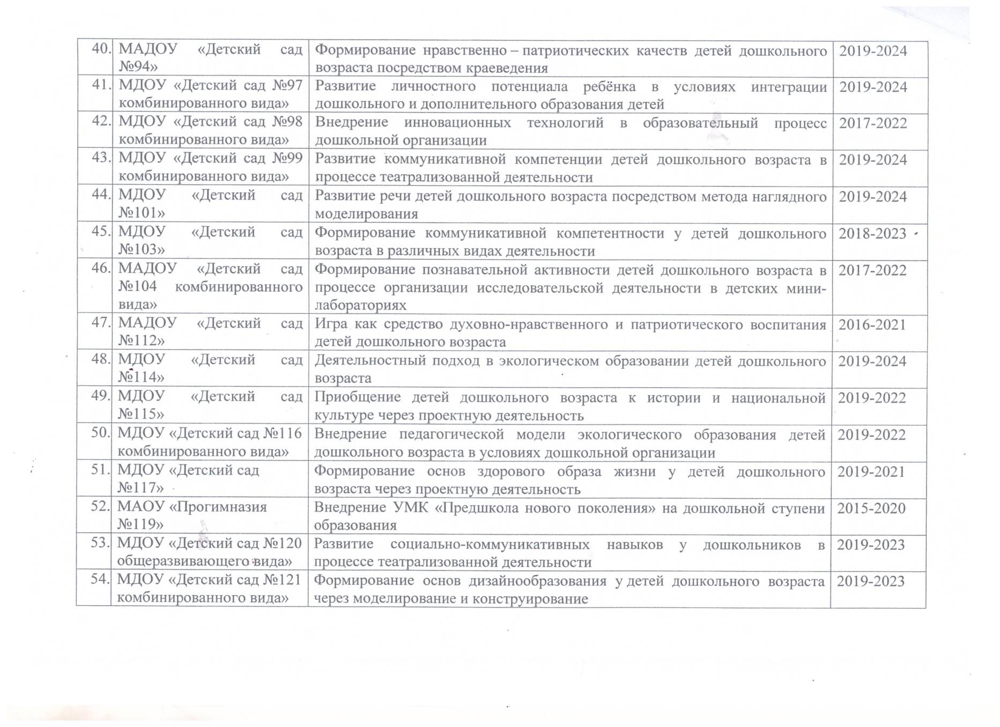 40. МАДОУ «Детский сад Формирование нравственно – патриотических качеств детей дошкольного 2019-2024
№94» возраста посредством краеведения
41. МДОУ «Детский сад №97 Развитие личностного потенциала ребёнка в условиях интеграции 2019-2024
комбинированного вида» дошкольного и дополнительного образования детей
42. МДОУ «Детский сад №98 Внедрение инновационных технологий в образовательный процесс 2017-2022
комбинированного вида» дошкольной организации
43. МДОУ «Детский сад №99 Развитие коммуникативной компетенции детей дошкольного возраста в 2019-2024
комбинированного вида» процессе театрализованной деятельности
44. МДОУ «Детский сад Развитие речи детей дошкольного возраста посредством метода наглядного 2019-2024
№101» моделирования
45. МДОУ «Детский сад Формирование коммуникативной компетентности у детей дошкольного 2018-2023
№103» возраста в различных видах деятельности
46. МАДОУ «Детский сад Формирование познавательной активности детей дошкольного возраста в 2017-2022
№104 комбинированного процессе организации исследовательской деятельности в детских мини-
вида» лабораториях
47. МАДОУ «Детский сад Игра как средство духовно-нравственного и патриотического воспитания 2016-2021
№112» детей дошкольного возраста
48. МДОУ «Детский сад Деятельностный подход в экологическом образовании детей дошкольного 2019-2024
№114» возраста
49. МДОУ «Детский сад Приобщение детей дошкольного возраста к истории и национальной 2019-2022
№115» культуре через проектную деятельность
50. МДОУ «Детский сад №116 Внедрение педагогической модели экологического образования детей 2019-2022
комбинированного вида» дошкольного возраста в условиях дошкольной организации
51. МДОУ «Детский сад Формирование основ здорового образа жизни у детей дошкольного 2019-2021
№117» возраста через проектную деятельность
52. МАОУ «Прогимназия Внедрение УМК «Предшкола нового поколения» на дошкольной ступени 2015-2020
№119» образования
53. МДОУ «Детский сад №120 Развитие социально-коммуникативных навыков у дошкольников в 2019-2023
общеразвивающего вида» процессе театрализованной деятельности
54. МДОУ «Детский сад №121 Формирование основ дизайнообразования у детей дошкольного возраста 2019-2023
комбинированного вида» через моделирование и конструирование